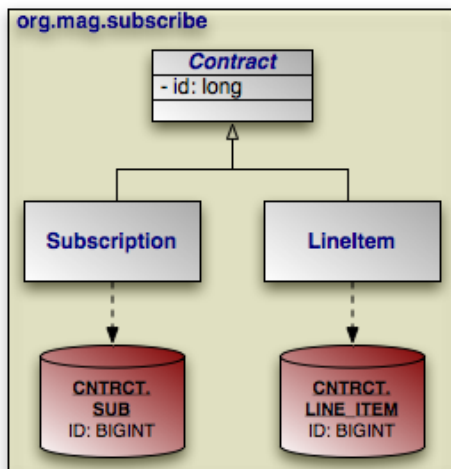 org.mag.subscribe
Contract
- id: long
Subscription
LineItem
CNTRCT.
SUB
ID: BIGINT
CNTRCT.
LINE_ITEM
ID: BIGINT